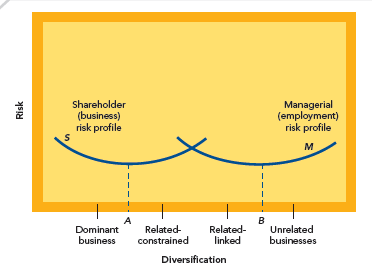 Risk
Shareholder
(business)
risk profile
S
Managerial
(employment)
risk profile
M
A
B
Dominant
business
Related-
constrained
Related-
linked
Unrelated
businesses
Diversification